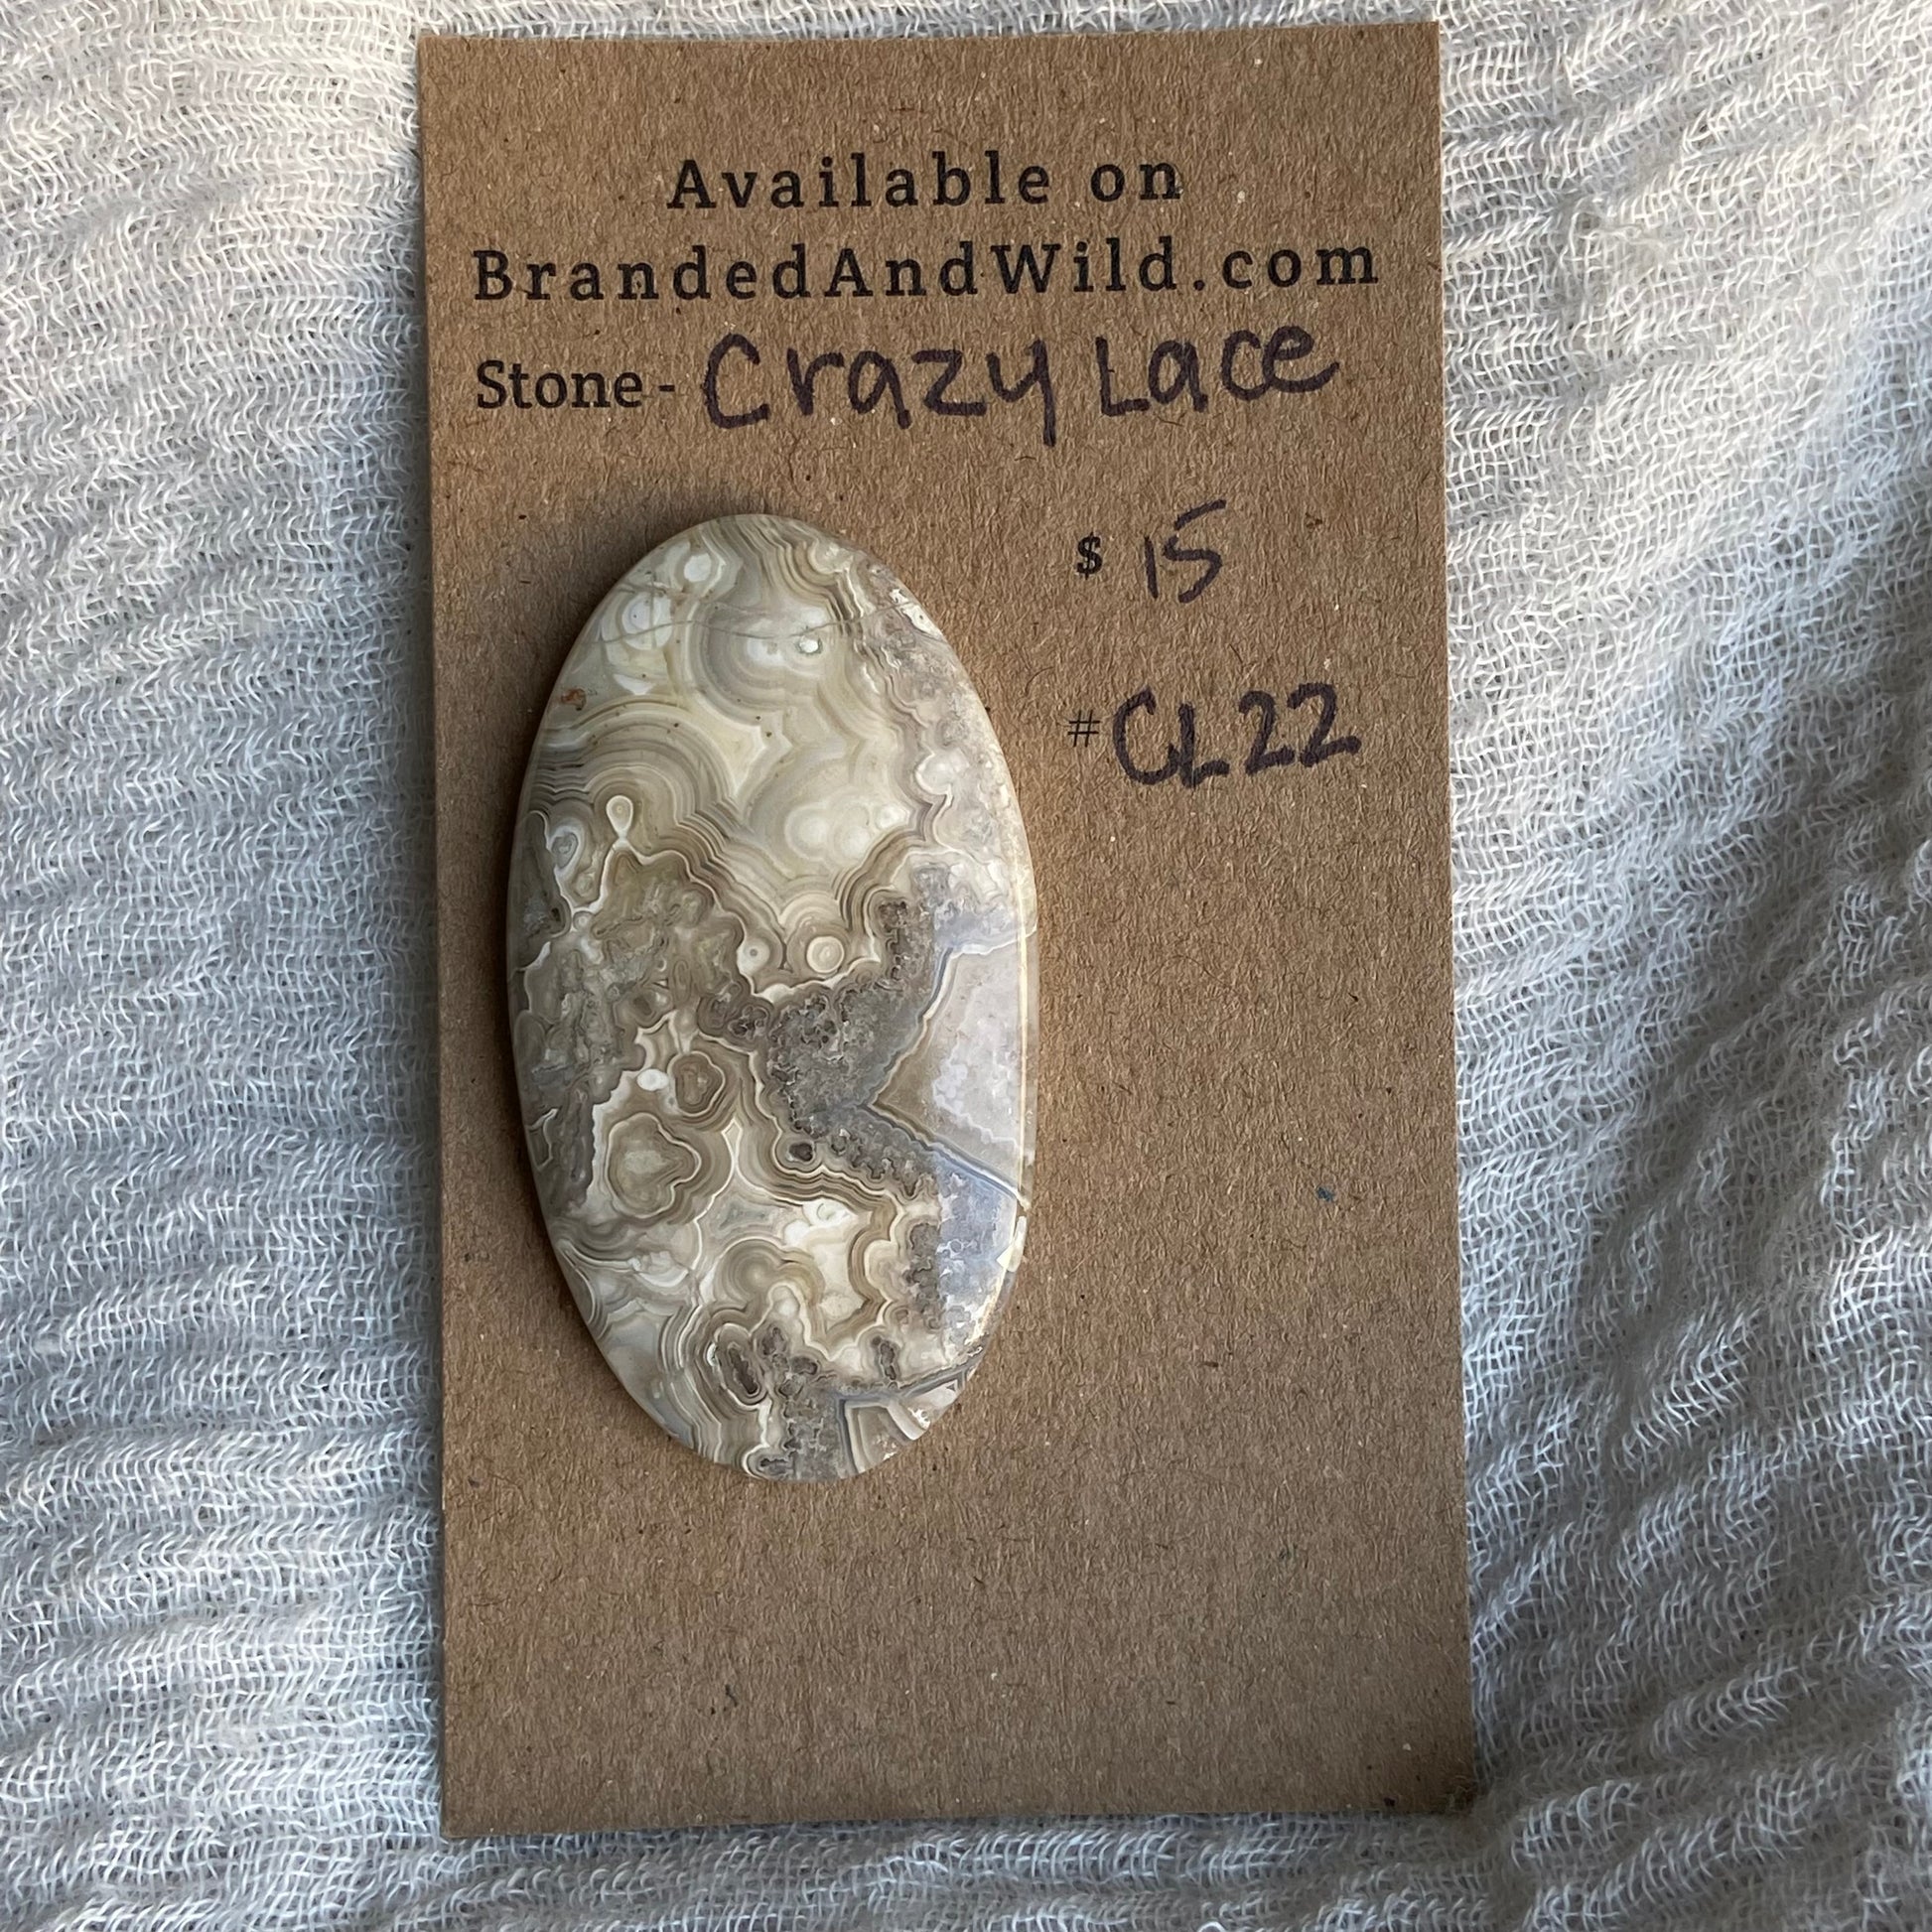 Available on
BrandedAndWild.com
Stone- Crazy Lace
$ 15
#CL22